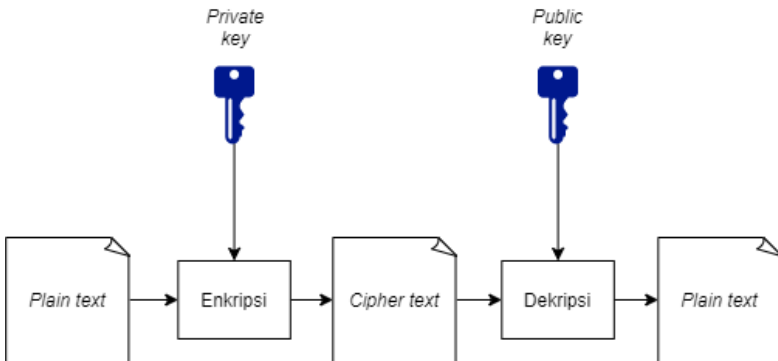 Private
key
Public
key
Plain text
Enkripsi
Cipher text
Dekripsi
Plain text